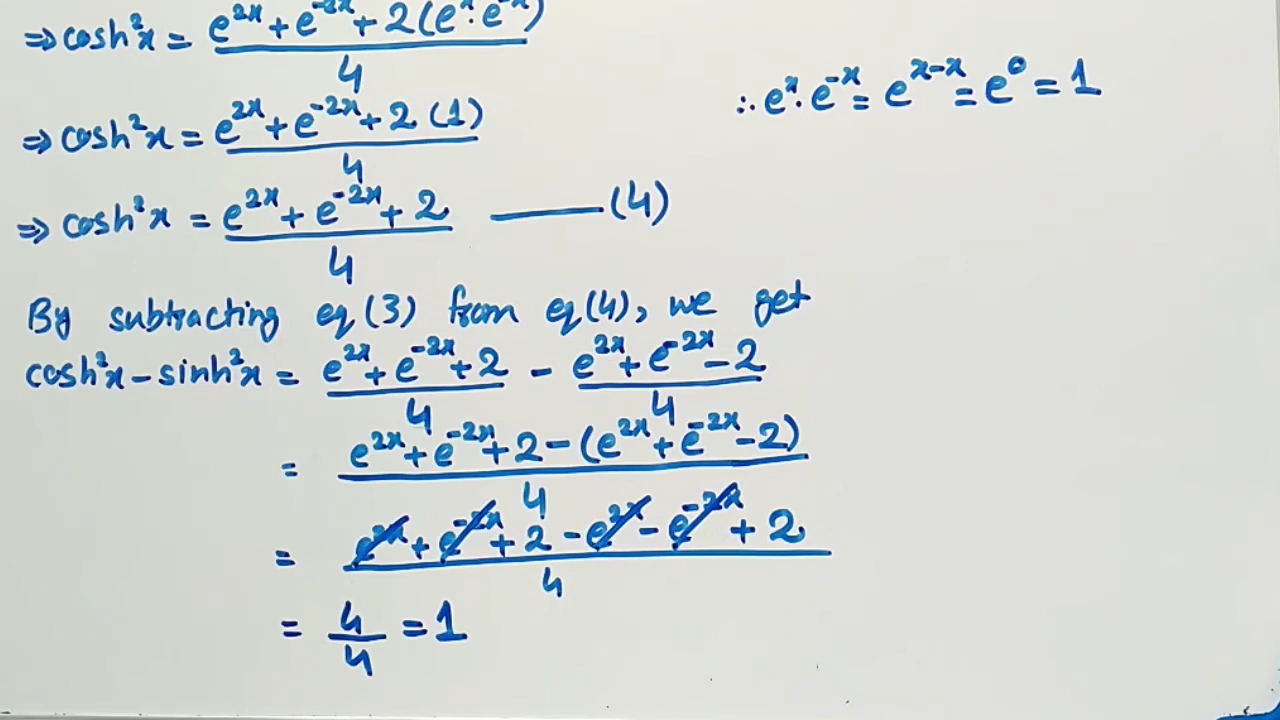 ⇒ cosh²x = (e^{2x} + e^{-2x} + 2(e^x · e^{-x}))/4
∴ e^x · e^{-x} = e^{x-x} = e^0 = 1
⇒ cosh²x = (e^{2x} + e^{-2x} + 2(1))/4
⇒ cosh²x = (e^{2x} + e^{-2x} + 2)/4 ——— (4)
By subtracting eq(3) from eq(4), we get
cosh²x - sinh²x = (e^{2x} + e^{-2x} + 2)/4 - (e^{2x} + e^{-2x} - 2)/4
= (e^{2x} + e^{-2x} + 2 - (e^{2x} + e^{-2x} - 2))/4
= (e^{2x} + e^{-2x} + 2 - e^{2x} - e^{-2x} + 2)/4
= 4/4 = 1